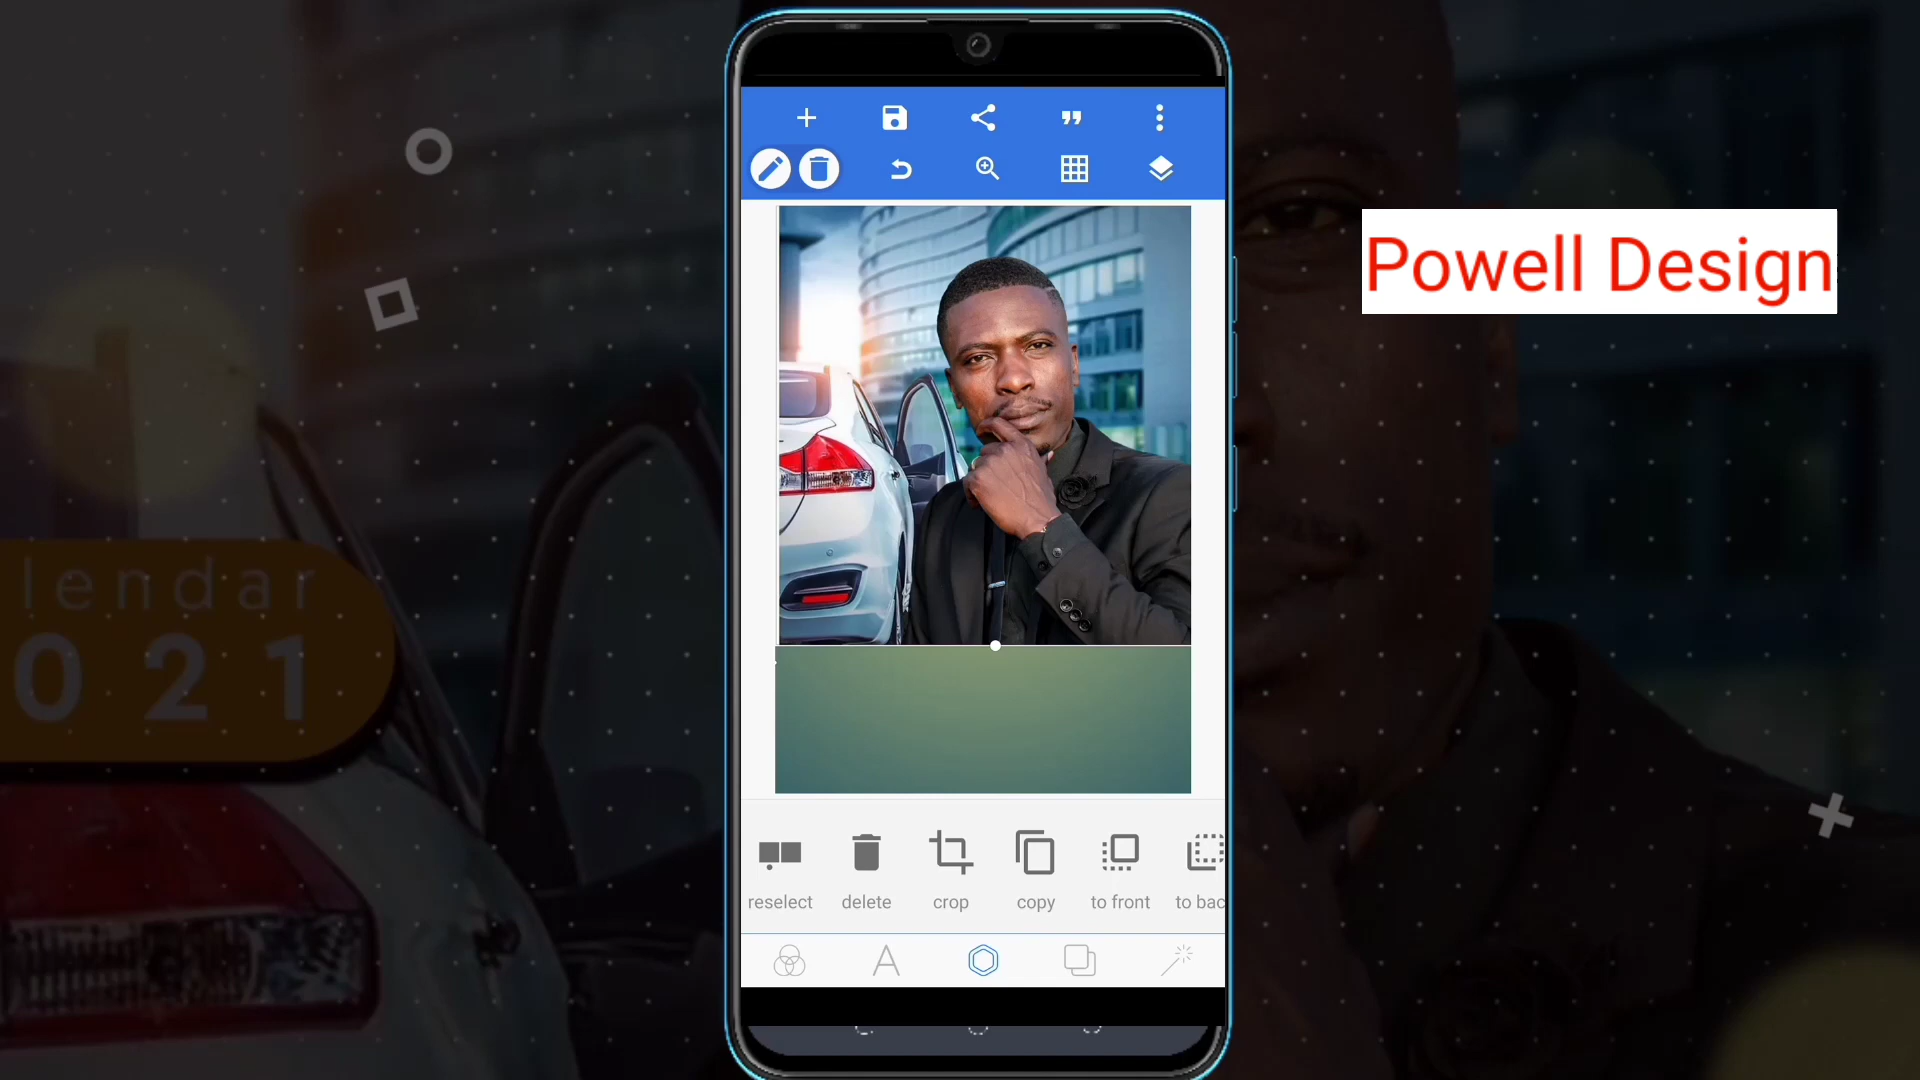 Powell Design
lendar
021
reselect
delete
crop
copy
to front
to bac